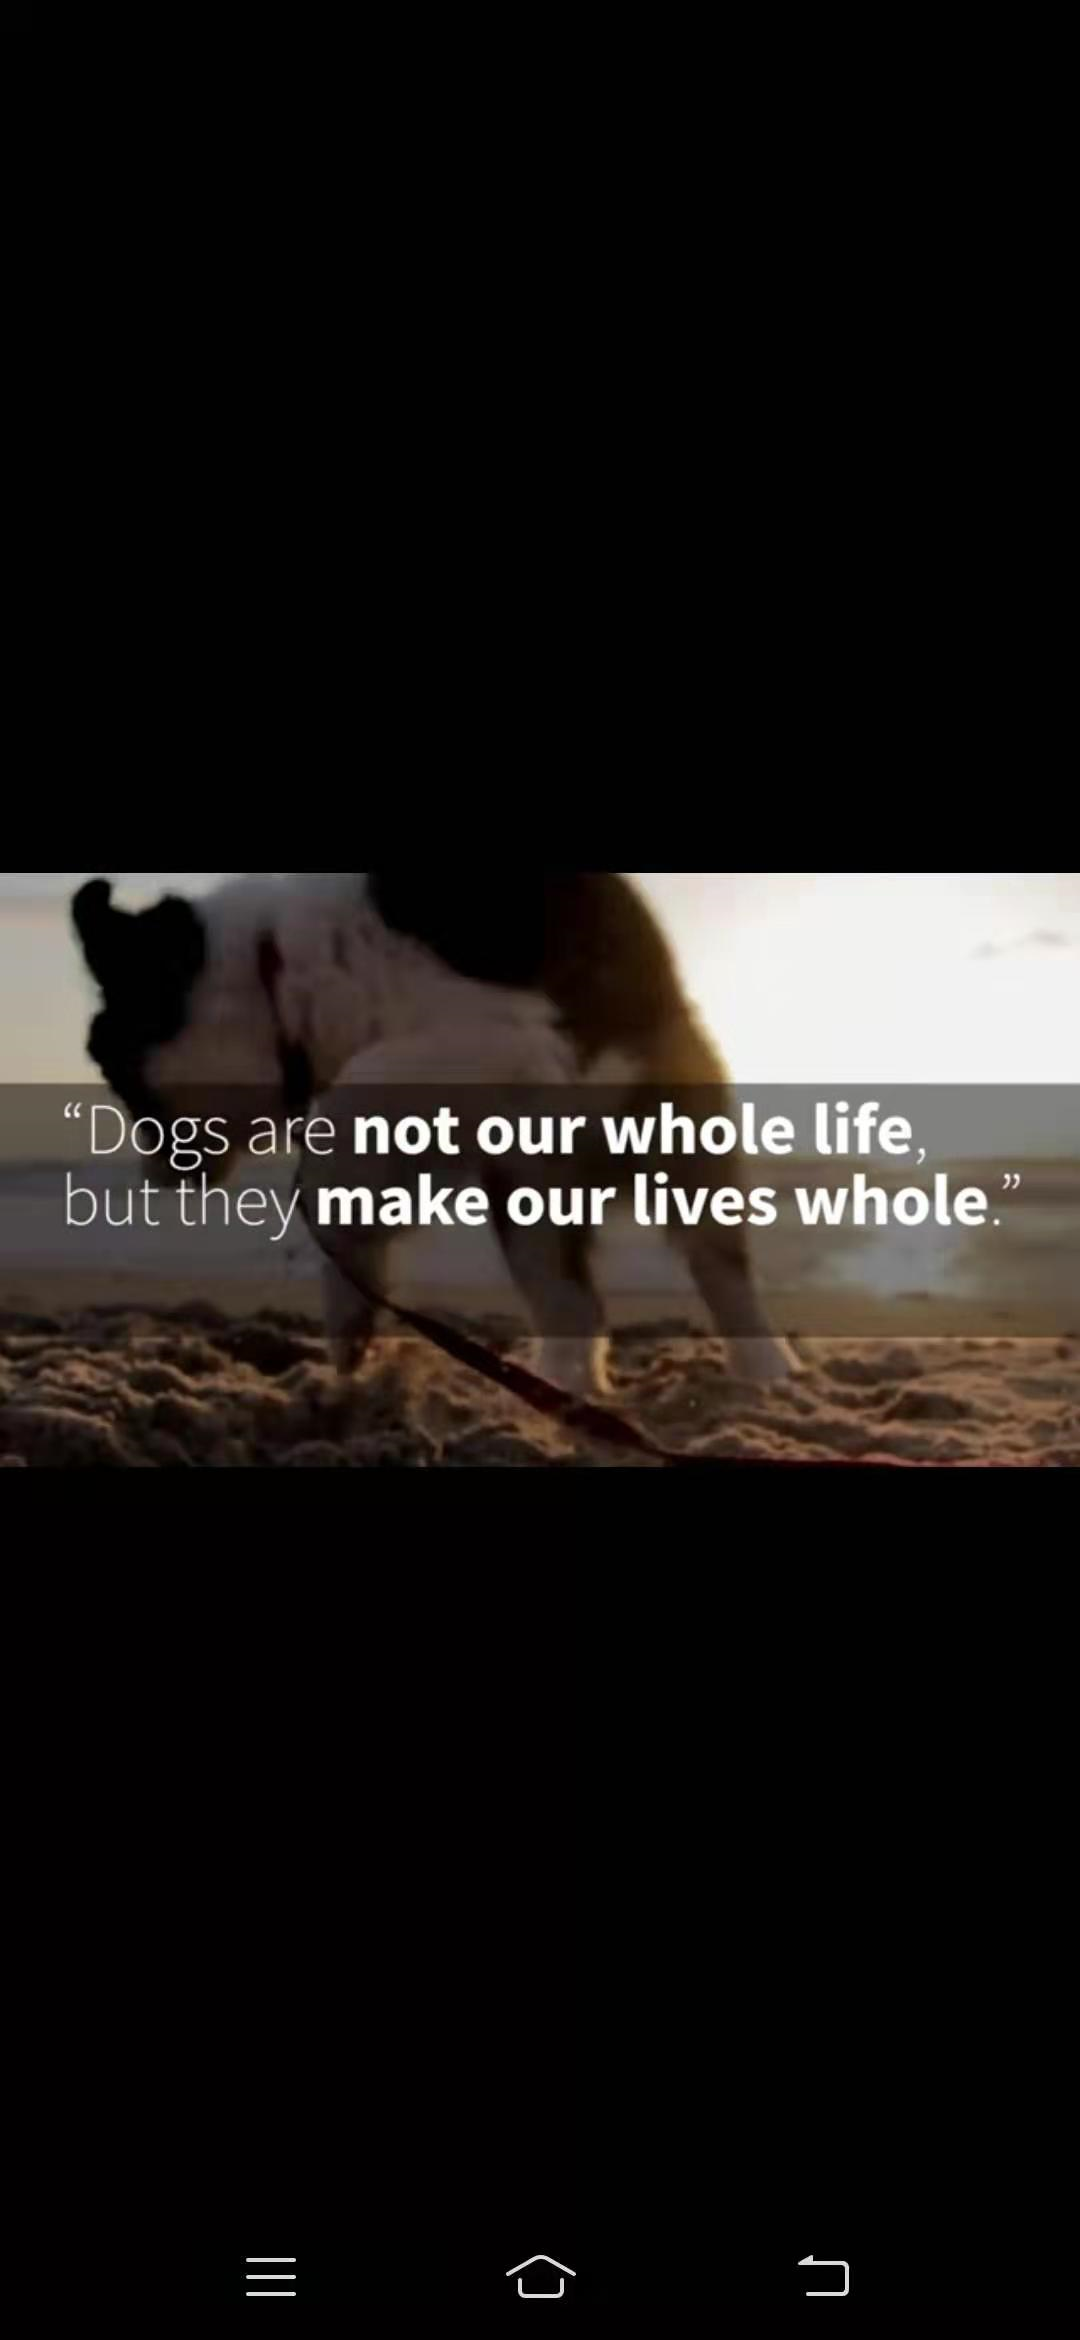 “Dogs are not our whole life,
but they make our lives whole.”